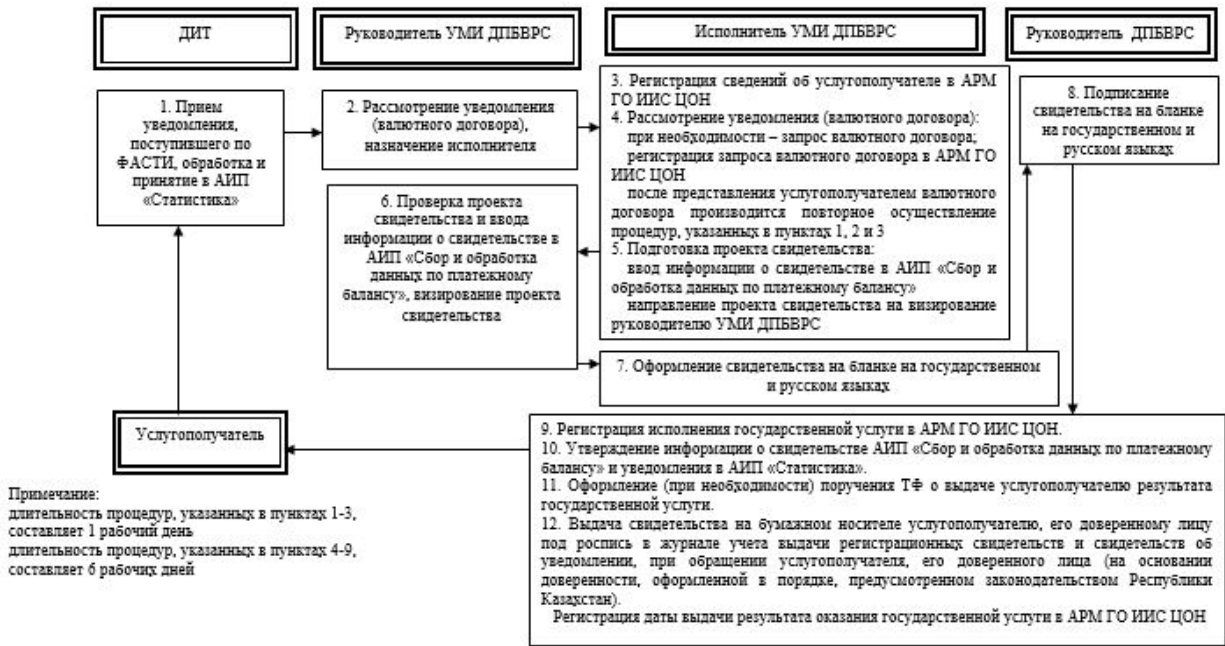 ДИТ
Руководитель УМИ ДПБВРС
Исполнитель УМИ ДПБВРС
Руководитель ДПБВРС
1. Прием
уведомления,
поступившего по
ФАСТИ, обработка и
принятие в АИП
«Статистика»
2. Рассмотрение уведомления
(валютного договора),
назначение исполнителя
3. Регистрация сведений об услугополучателе в АРМ
ГО ИИС ЦОН
4. Рассмотрение уведомления (валютного договора):
при необходимости – запрос валютного договора;
регистрация запроса валютного договора в АРМ ГО
ИИС ЦОН
после представления услугополучателем валютного
договора производится повторное осуществление
процедур, указанных в пунктах 1, 2 и 3
5. Подготовка проекта свидетельства:
ввод информации о свидетельстве в АИП «Сбор и
обработка данных по платежному балансу»
направление проекта свидетельства на визирование
руководителю УМИ ДПБВРС
8. Подписание
свидетельства на бланке
на государственном и
русском языках
6. Проверка проекта
свидетельства и ввода
информации о свидетельстве в
АИП «Сбор и обработка
данных по платежному
балансу», визирование проекта
свидетельства
7. Оформление свидетельства на бланке на государственном
и русском языках
Услугополучатель
9. Регистрация исполнения государственной услуги в АРМ ГО ИИС ЦОН.
10. Утверждение информации о свидетельстве АИП «Сбор и обработка данных по платежному
балансу» и уведомления в АИП «Статистика».
11. Оформление (при необходимости) поручения ТФ о выдаче услугополучателю результата
государственной услуги.
12. Выдача свидетельства на бумажном носителе услугополучателю, его доверенному лицу
под роспись в журнале учета выдачи регистрационных свидетельств и свидетельств об
уведомлении, при обращении услугополучателя, его доверенного лица (на основании
доверенности, оформленной в порядке, предусмотренном законодательством Республики
Казахстан).
Регистрация даты выдачи результата оказания государственной услуги в АРМ ГО ИИС ЦОН
Примечание:
длительность процедур, указанных в пунктах 1-3,
составляет 1 рабочий день
длительность процедур, указанных в пунктах 4-9,
составляет 6 рабочих дней